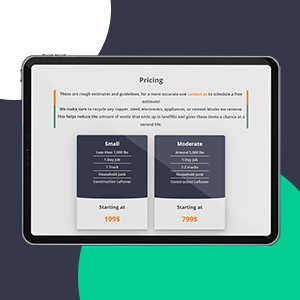 Pricing
These are rough estimates and guidelines, for a more accurate one contact us to schedule a free
estimate!
We make sure to recycle any copper, steel, electronics, appliances, or cement blocks we remove.
This helps reduce the amount of waste that ends up in landfills and gives these items a chance at a
second life.
Small
Less than 1,000 lbs
1-Day job
1 Truck
Household junk
Construction Leftover
Starting at
199$
Moderate
Around 5,000 lbs
1-Day Job
1-2 trucks
Household junk
Construction Leftover
Starting at
799$